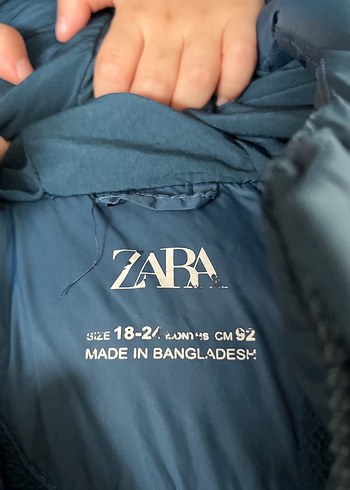 ZARA
SIZE 18-24 MONTHS CM 92
MADE IN BANGLADESH